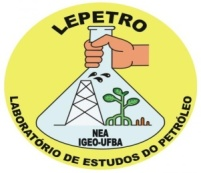 LEPETRO
NEA
IGEO-UFBA
LABORATÓRIO DE ESTUDOS DO PETRÓLEO